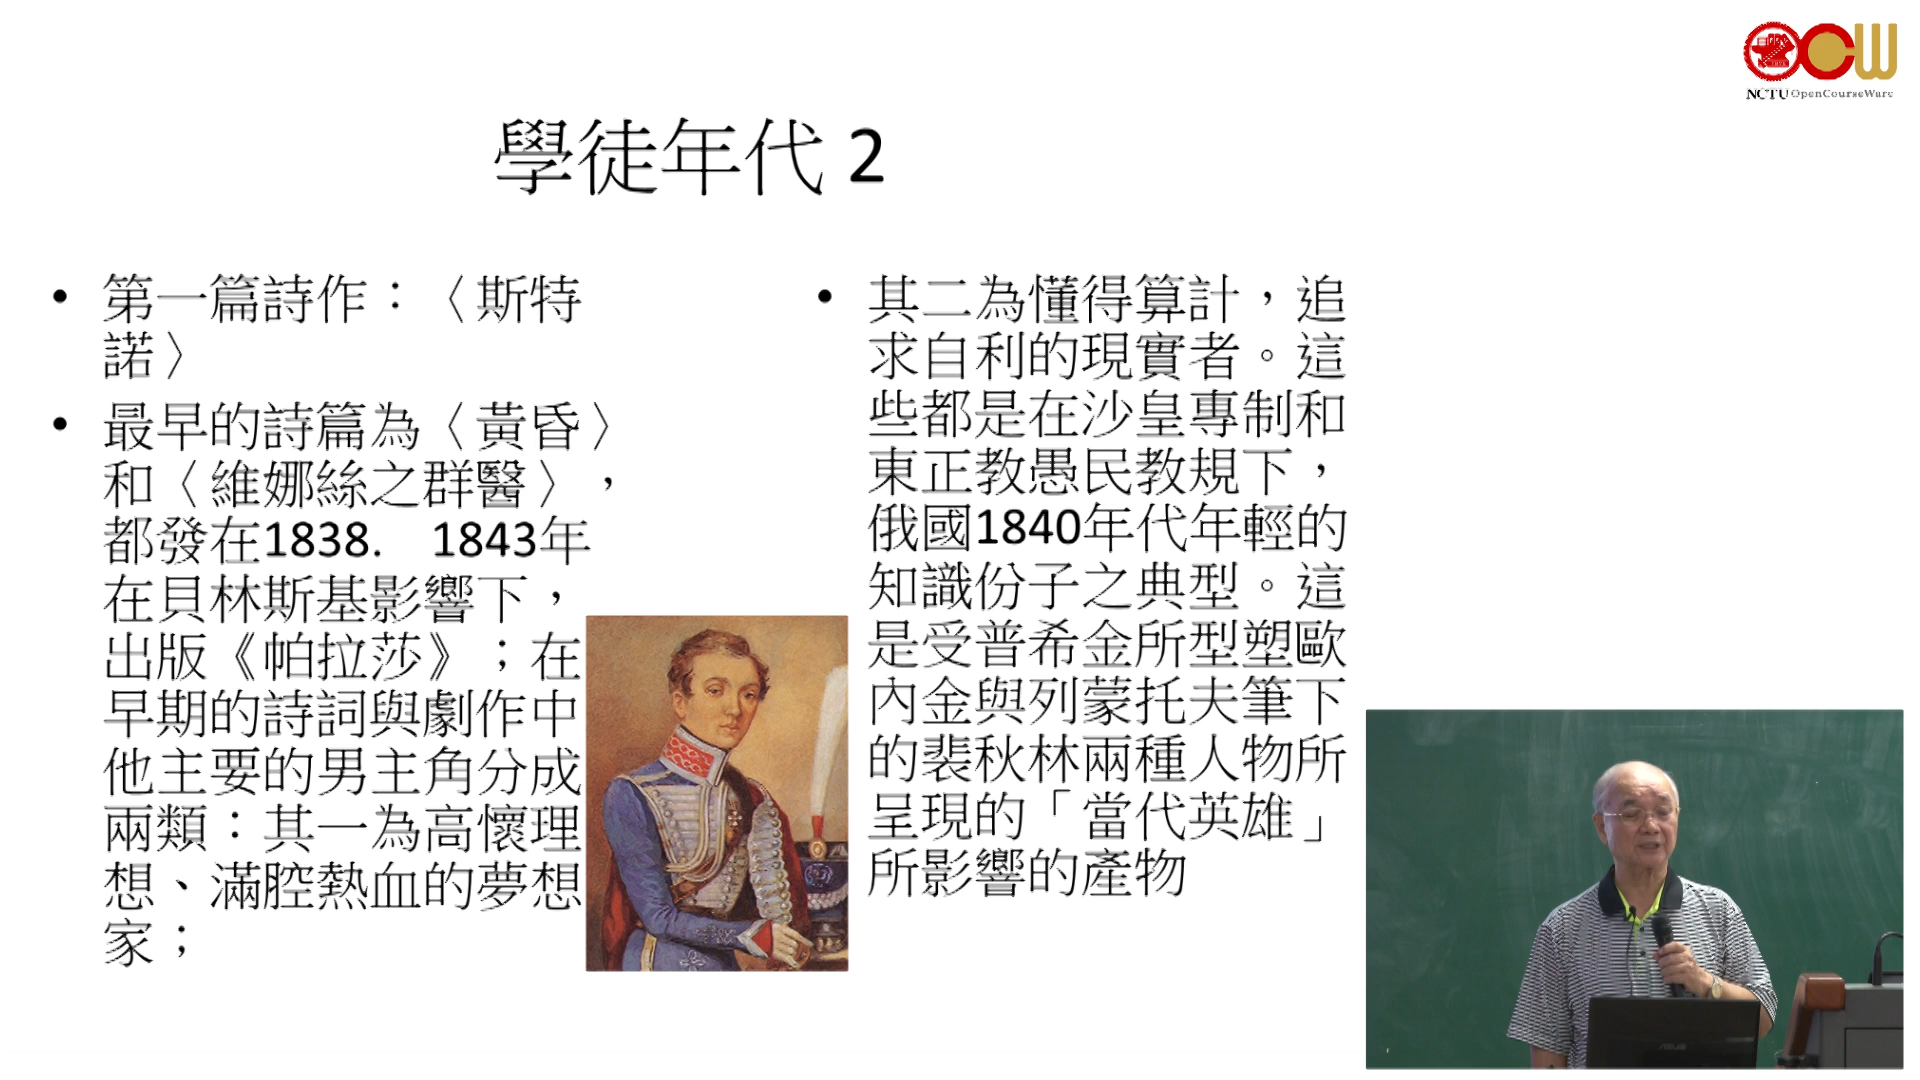 NCTU OpenCourseWare
學徒年代 2
• 第一篇詩作：〈斯特
諾〉
• 最早的詩篇為〈黃昏〉
和〈維娜絲之群醫〉，
都發在1838. 1843年
在貝林斯基影響下，
出版《帕拉莎》；在
早期的詩詞與劇作中
他主要的男主角分成
兩類：其一為高懷理
想、滿腔熱血的夢想
家；
• 其二為懂得算計，追
求自利的現實者。這
些都是在沙皇專制和
東正教愚民教規下，
俄國1840年代年輕的
知識份子之典型。這
是受普希金所型塑歐
內金與列蒙托夫筆下
的裴秋林兩種人物所
呈現的「當代英雄」
所影響的產物
ASUS